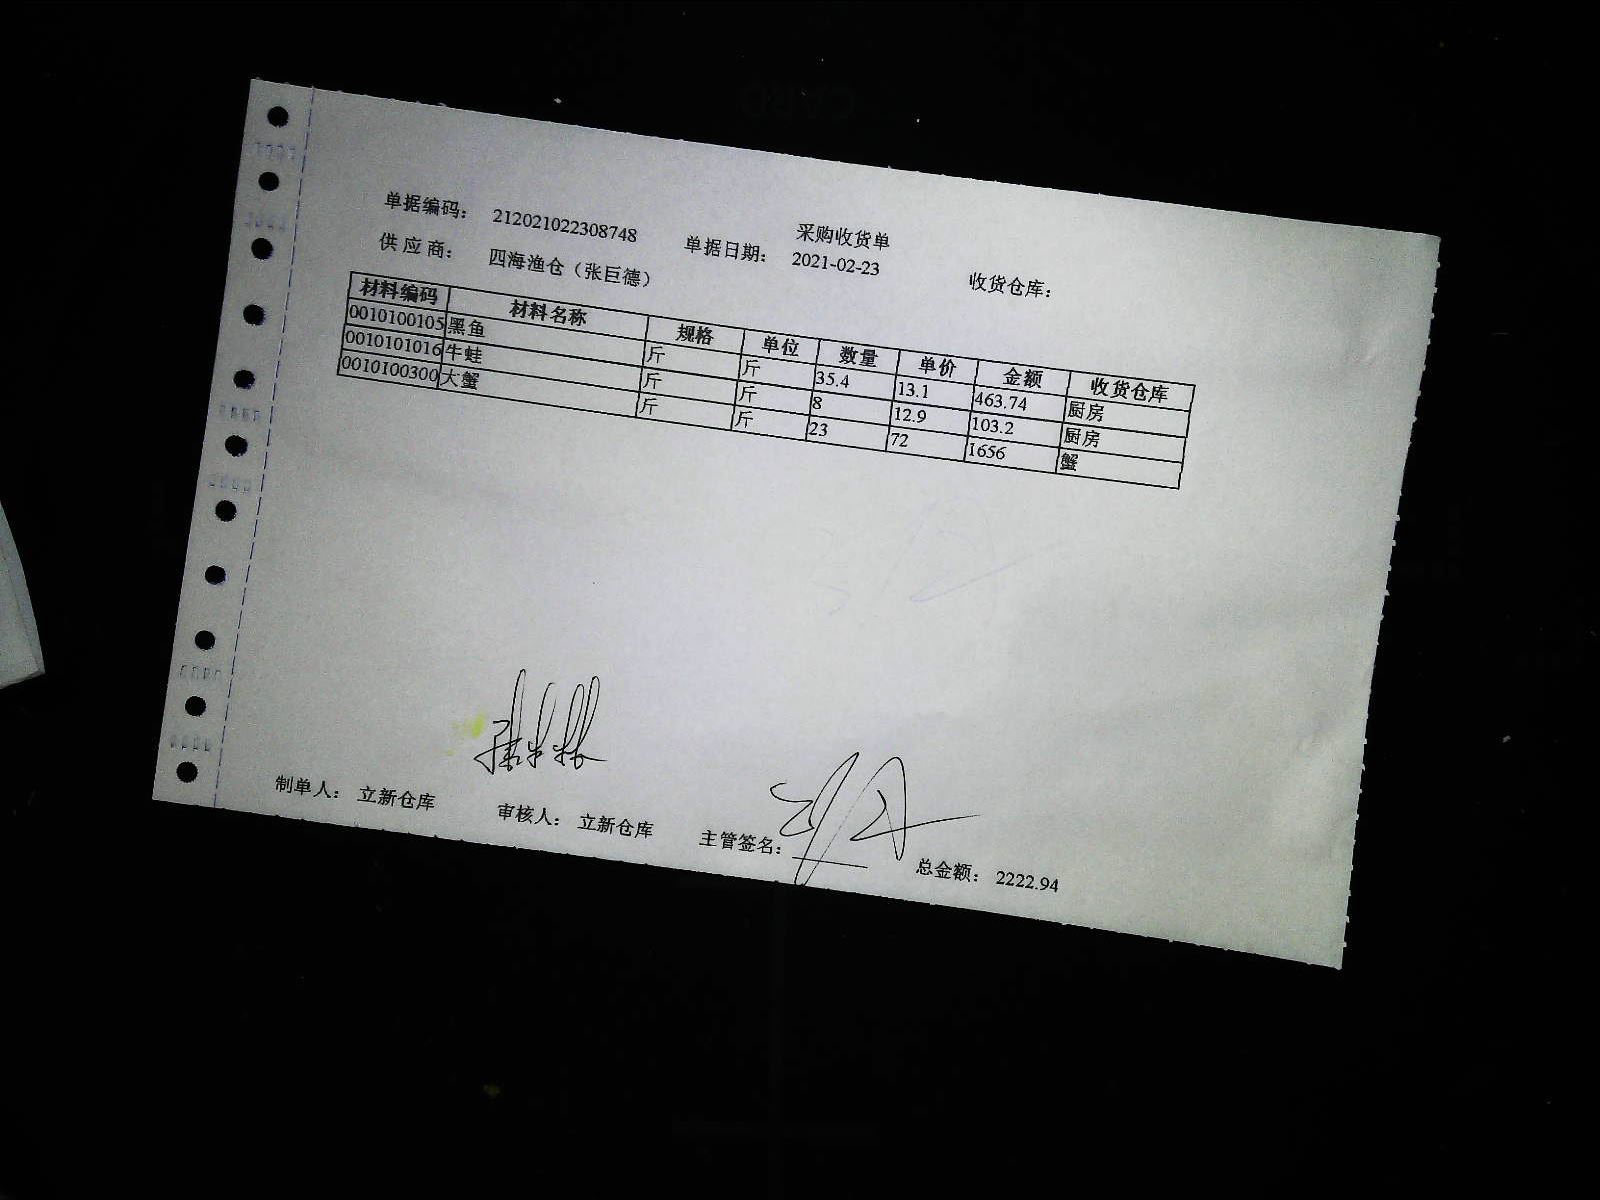 采购收货单
单据编码： 212021022308748 单据日期： 2021-02-23 收货仓库：
供应商： 四海渔仓（张巨德）
材料编码 材料名称 规格 单位 数量 单价 金额 收货仓库
0010100105 黑鱼 斤 斤 35.4 13.1 463.74 厨房
0010101016 牛蛙 斤 斤 8 12.9 103.2 厨房
0010100300 大蟹 斤 斤 23 72 1656 蟹
制单人： 立新仓库 审核人： 立新仓库 主管签名： 总金额： 2222.94